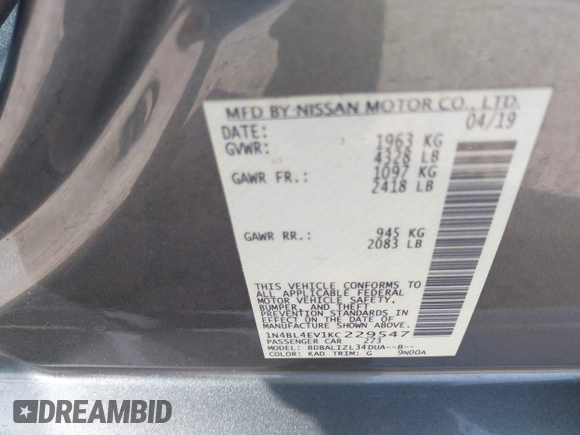 MFD BY NISSAN MOTOR CO., LTD.
DATE: 04/19
GVWR: 1963 KG
4328 LB
GAWR FR.: 1097 KG
2418 LB
GAWR RR.: 945 KG
2083 LB
THIS VEHICLE CONFORMS TO
ALL APPLICABLE FEDERAL
MOTOR VEHICLE SAFETY,
BUMPER, AND THEFT
PREVENTION STANDARDS IN
EFFECT ON THE DATE OF
MANUFACTURE SHOWN ABOVE.
1N4BL4EV1KC229547
PASSENGER CAR 273
MODEL: BDBALIZL34DUA--B--
COLOR: KAD TRIM: G 9N00A
DREAMBID
DREAMBID